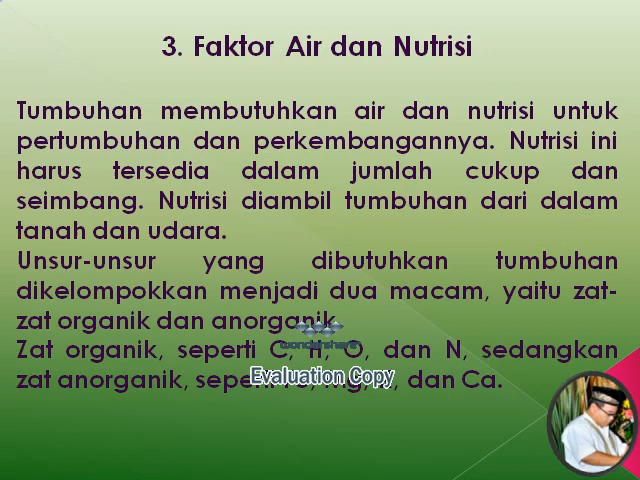 3. Faktor Air dan Nutrisi
Tumbuhan membutuhkan air dan nutrisi untuk
pertumbuhan dan perkembangannya. Nutrisi ini
harus tersedia dalam jumlah cukup dan
seimbang. Nutrisi diambil tumbuhan dari dalam
tanah dan udara.
Unsur-unsur yang dibutuhkan tumbuhan
dikelompokkan menjadi dua macam, yaitu zat-
zat organik dan anorganik.
Zat organik, seperti C, H, O, dan N, sedangkan
zat anorganik, seperti Mg, dan Ca.
wondershare
Evaluation Copy